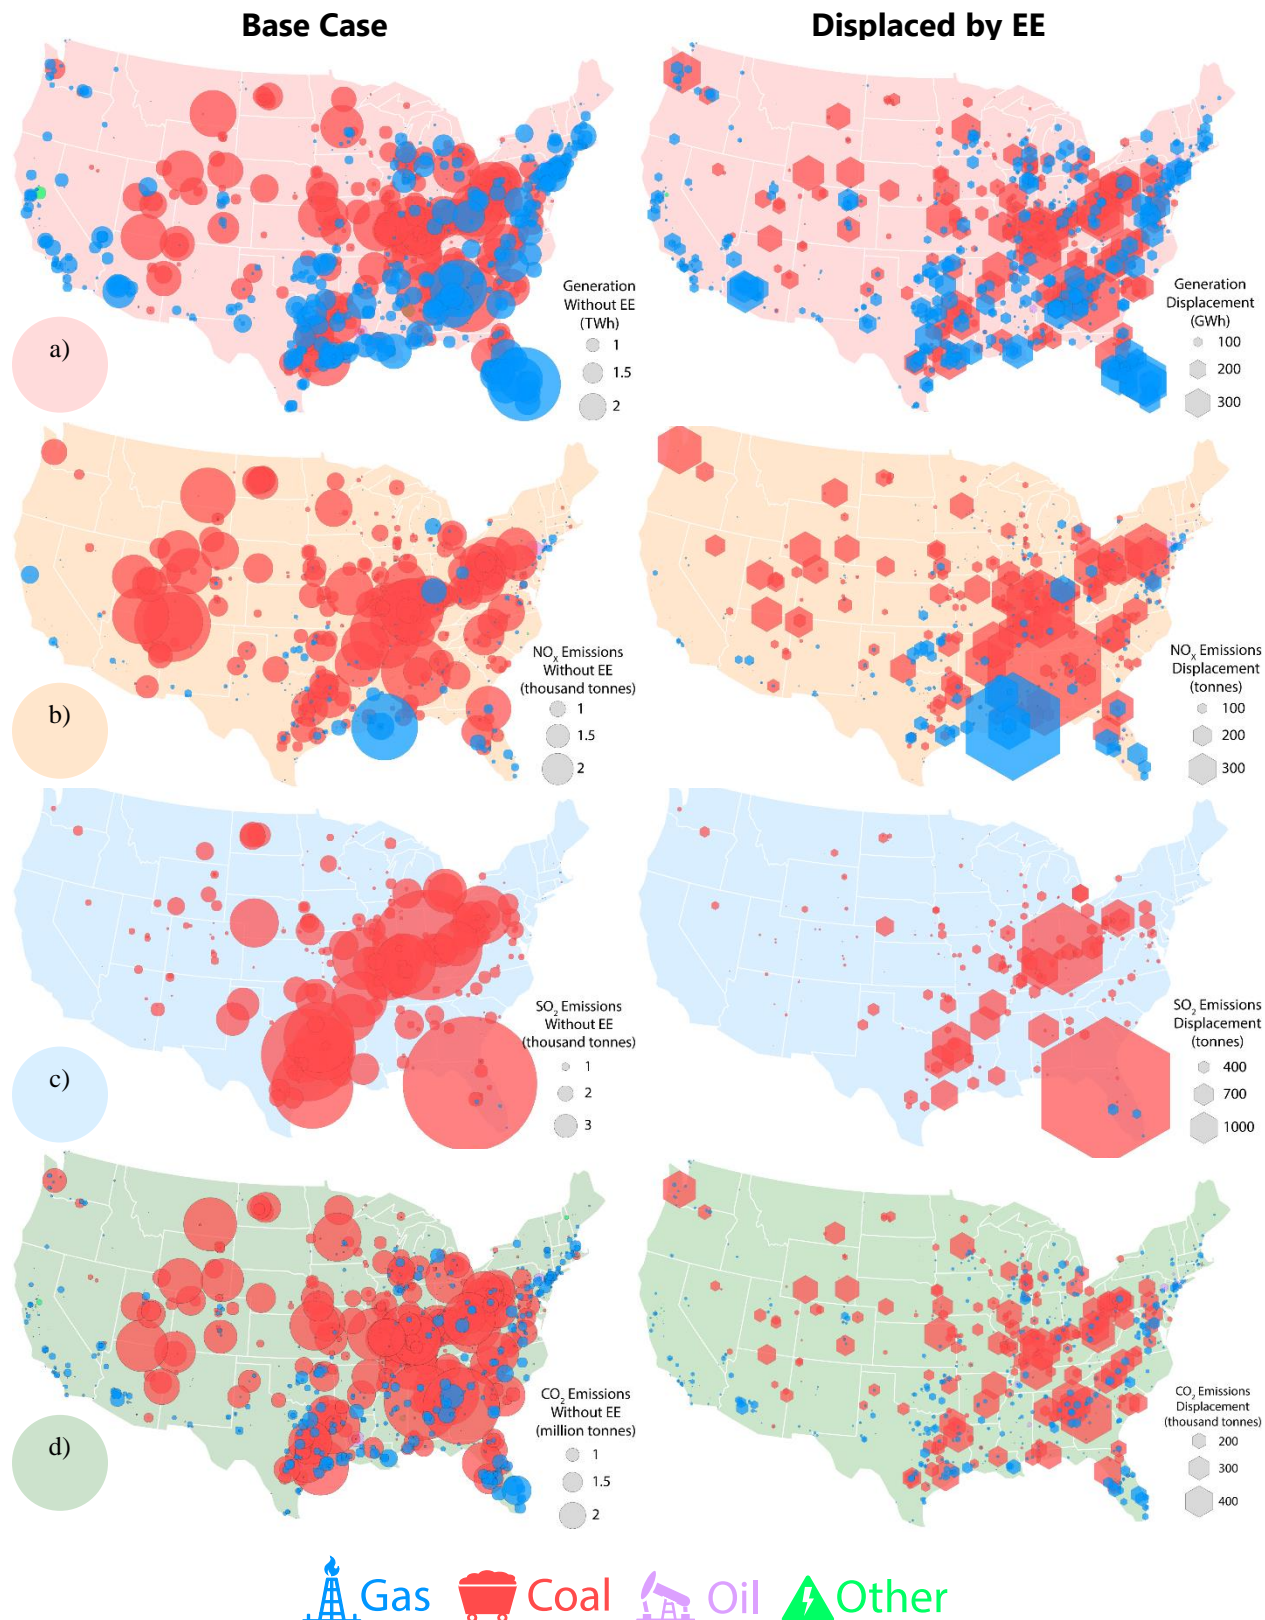 Base Case
Displaced by EE
Generation
Without EE
(TWh)
1
1.5
2
a)
Generation
Displacement
(GWh)
100
200
300
NOX Emissions
Without EE
(thousand tonnes)
1
1.5
2
b)
NOX Emissions
Displacement
(tonnes)
100
200
300
SO2 Emissions
Without EE
(thousand tonnes)
1
2
3
c)
SO2 Emissions
Displacement
(tonnes)
400
700
1000
CO2 Emissions
Without EE
(million tonnes)
1
1.5
2
d)
CO2 Emissions
Displacement
(thousand tonnes)
200
300
400
Gas Coal Oil Other